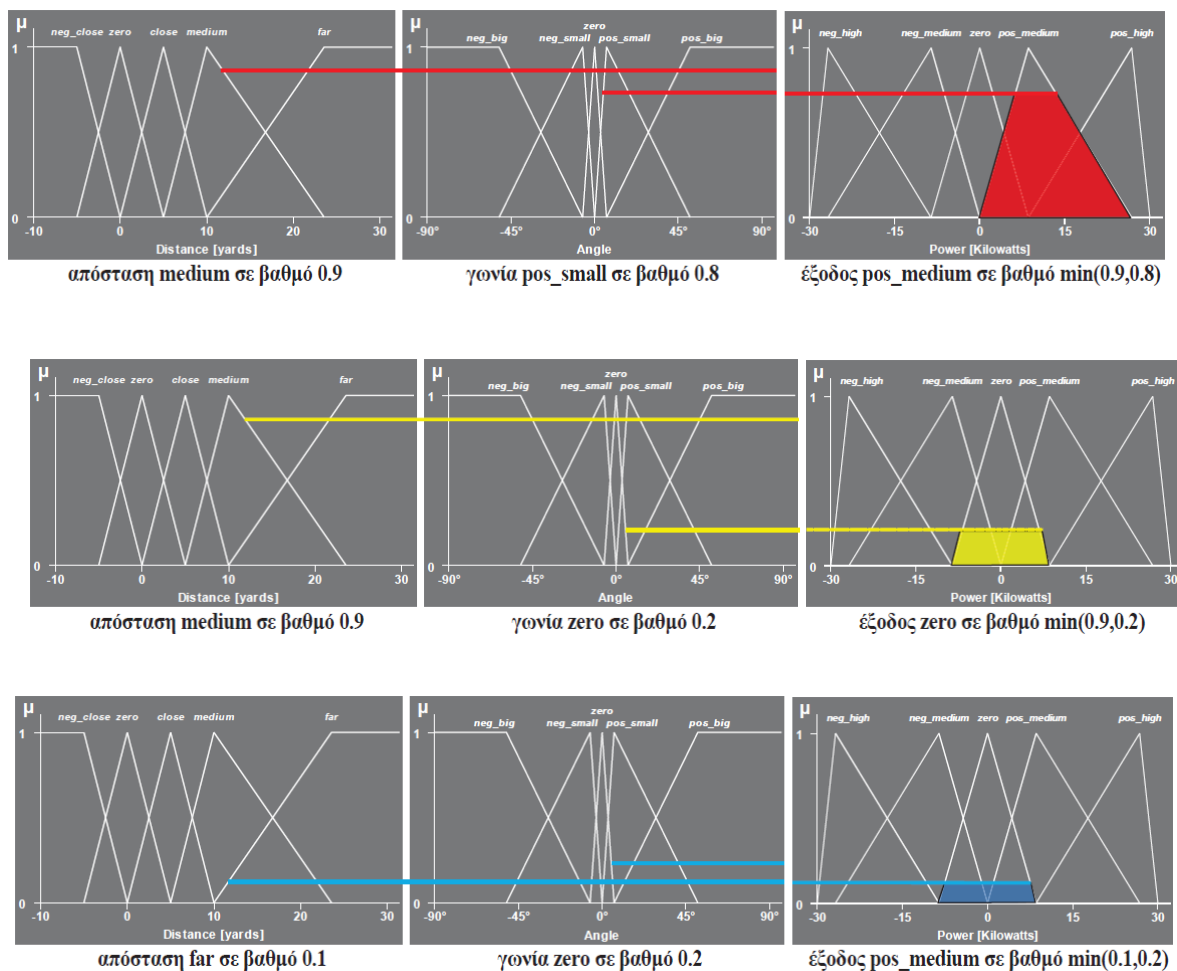 μ
neg_close zero close medium far
1
0
-10 0 10 20 30
Distance [yards]
zero
neg_big neg_small pos_small pos_big
-90° -45° 0° 45° 90°
Angle
neg_high neg_medium zero pos_medium pos_high
μ
1
0
-30 -15 0 15 30
Power [Kilowatts]
απόσταση medium σε βαθμό 0.9
γωνία pos_small σε βαθμό 0.8
έξοδος pos_medium σε βαθμό min(0.9,0.8)
μ
neg_close zero close medium far
1
0
-10 0 10 20 30
Distance [yards]
zero
neg_big neg_small pos_small pos_big
-90° -45° 0° 45° 90°
Angle
μ
neg_high neg_medium zero pos_medium pos_high
1
0
-30 -15 0 15 30
Power [Kilowatts]
απόσταση medium σε βαθμό 0.9
γωνία zero σε βαθμό 0.2
έξοδος zero σε βαθμό min(0.9,0.2)
μ
neg_close zero close medium far
1
0
-10 0 10 20 30
Distance [yards]
zero
neg_big neg_small pos_small pos_big
-90° -45° 0° 45° 90°
Angle
μ
neg_high neg_medium zero pos_medium pos_high
1
0
-30 -15 0 15 30
Power [Kilowatts]
απόσταση far σε βαθμό 0.1
γωνία zero σε βαθμό 0.2
έξοδος pos_medium σε βαθμό min(0.1,0.2)